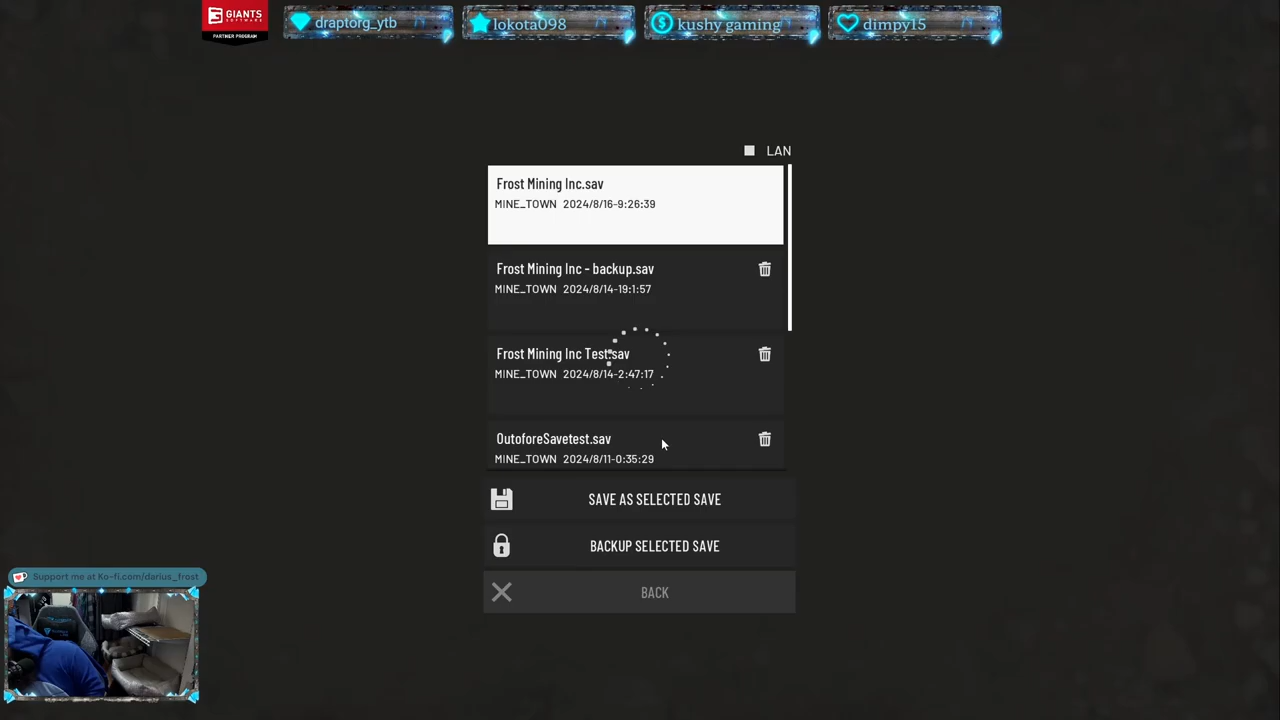 GIANTS
SOFTWARE
PARTNER PROGRAM
draptorg_ytb
lokota098
kushy gaming
dimpy15
LAN
Frost Mining Inc.sav
MINE_TOWN 2024/8/16-9:26:39
Frost Mining Inc - backup.sav
MINE_TOWN 2024/8/14-19:1:57
Frost Mining Inc Test.sav
MINE_TOWN 2024/8/14-2:47:17
OutoforeSavetest.sav
MINE_TOWN 2024/8/11-0:35:29
SAVE AS SELECTED SAVE
BACKUP SELECTED SAVE
BACK
Support me at Ko-fi.com/darius_frost